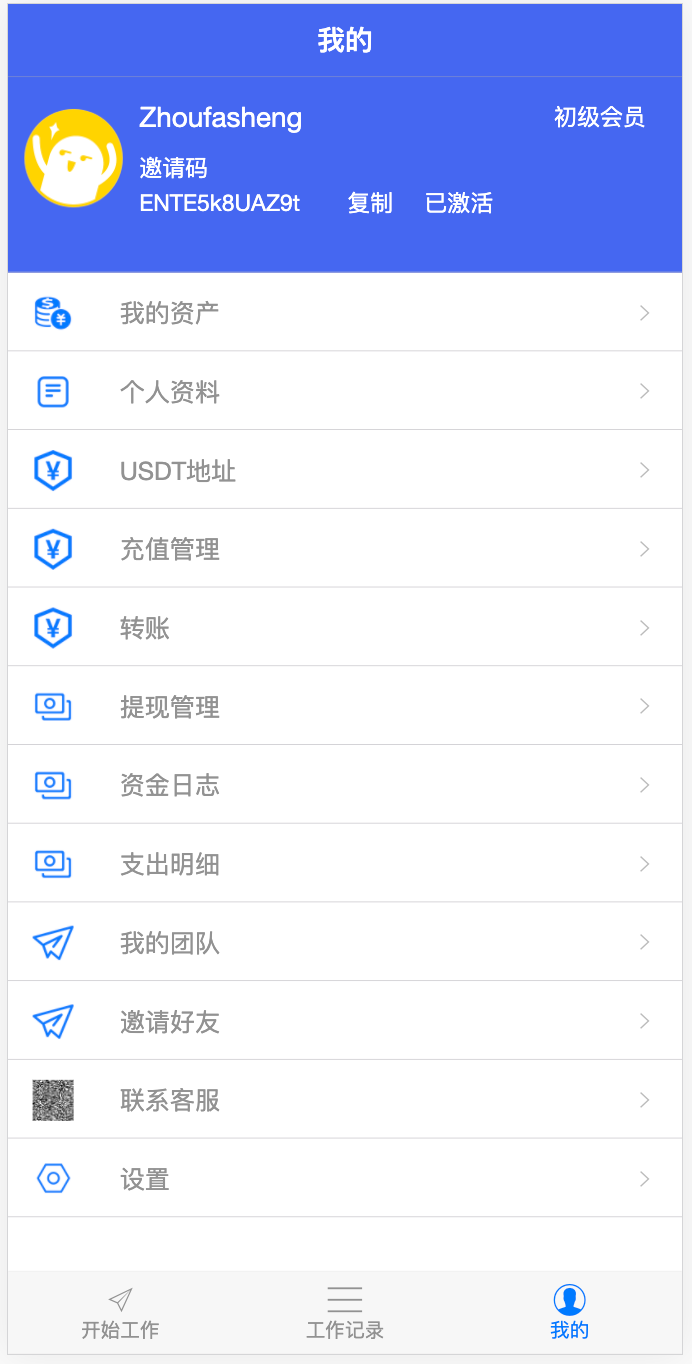 我的
Zhoufasheng
初级会员
邀请码
ENTE5k8UAZ9t 复制 已激活
我的资产
个人资料
USDT地址
充值管理
转账
提现管理
资金日志
支出明细
我的团队
邀请好友
联系客服
设置
开始工作 工作记录 我的